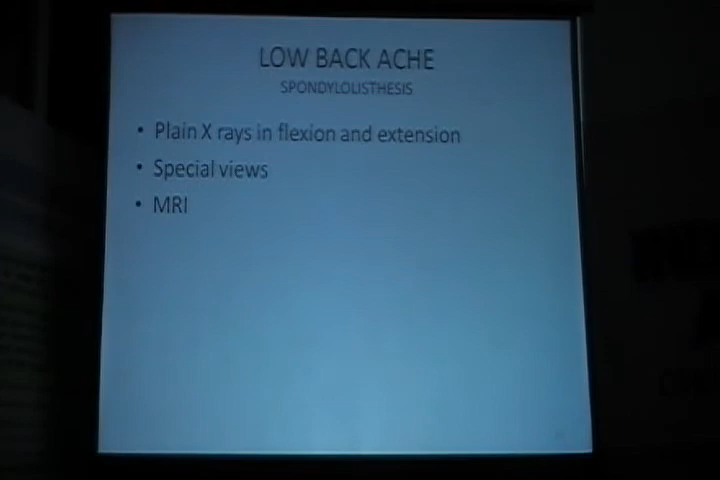 LOW BACK ACHE
SPONDYLOLISTHESIS
• Plain X rays in flexion and extension
• Special views
• MRI